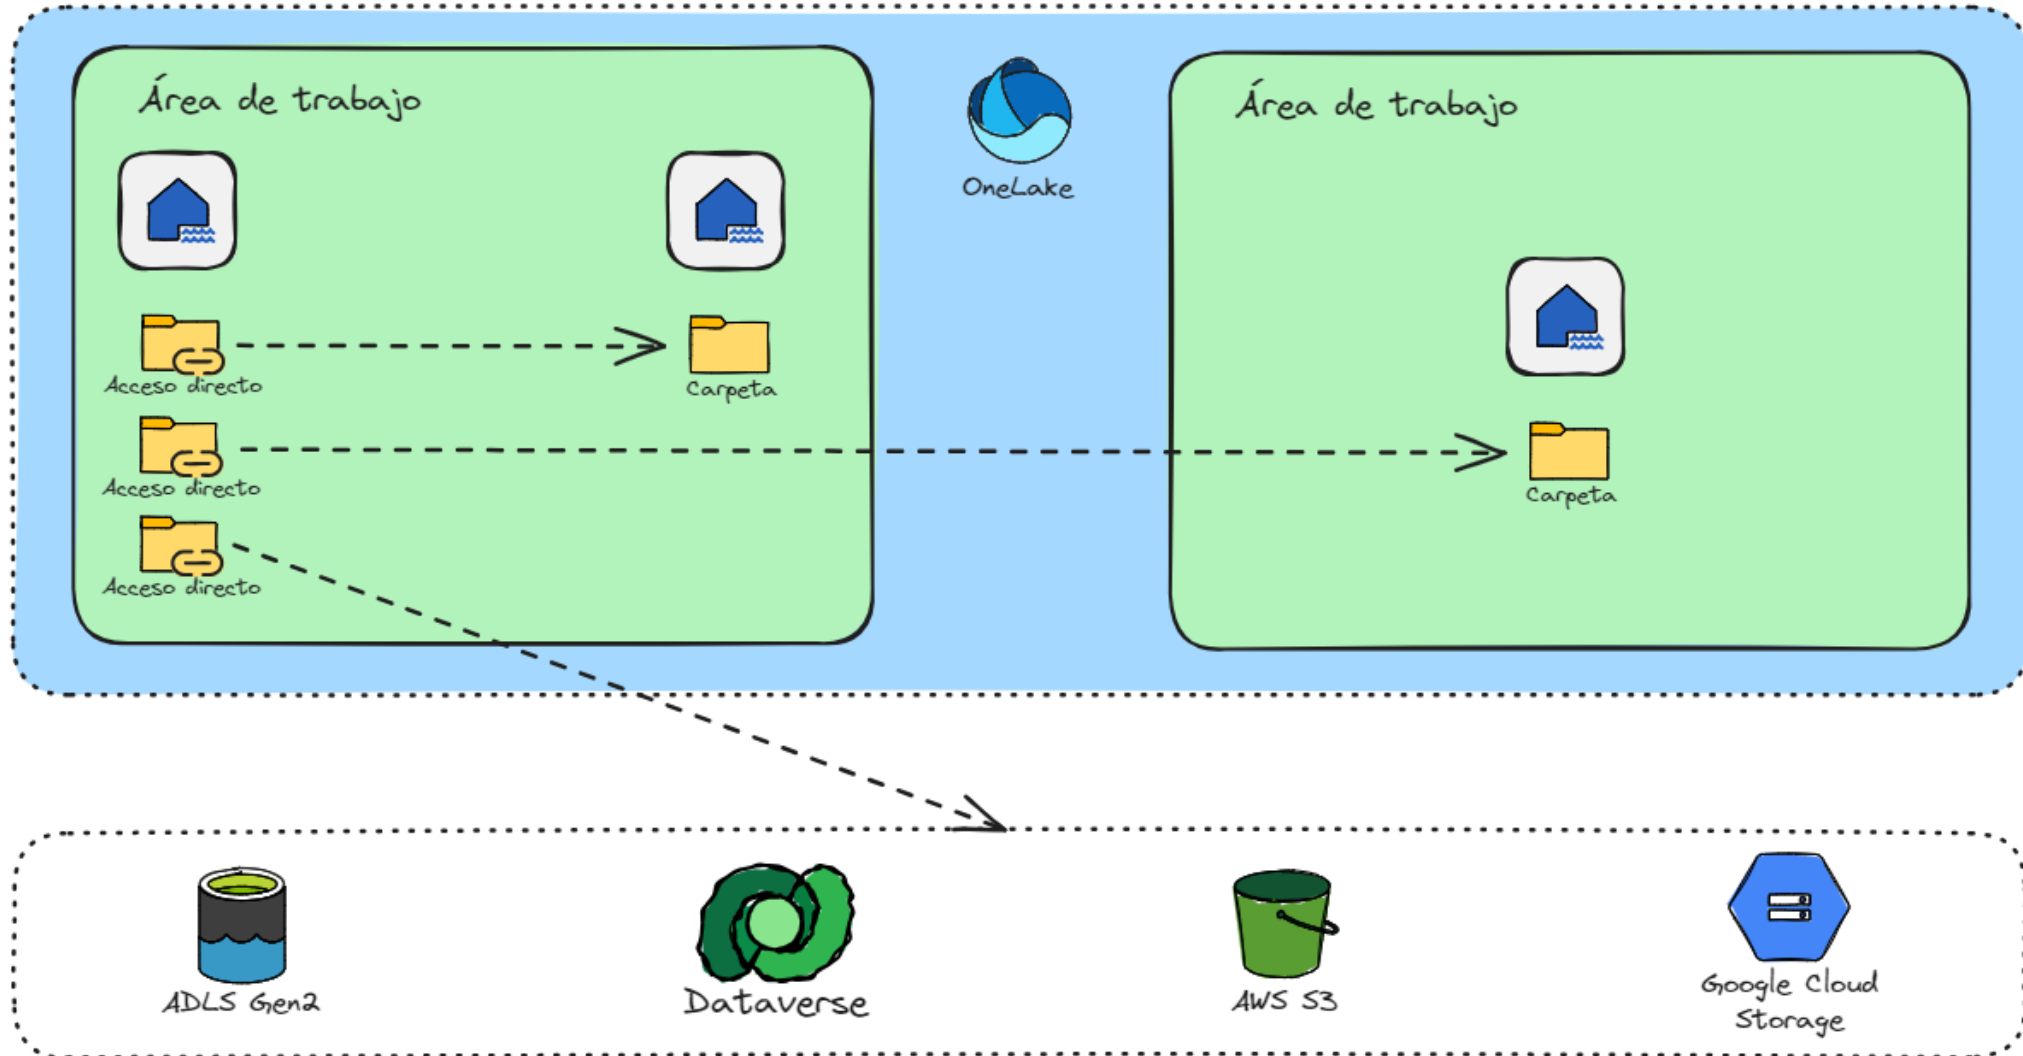 Área de trabajo
Área de trabajo
OneLake
Acceso directo
Carpeta
Acceso directo
Carpeta
Acceso directo
ADLS Gen2
Dataverse
AWS S3
Google Cloud
Storage